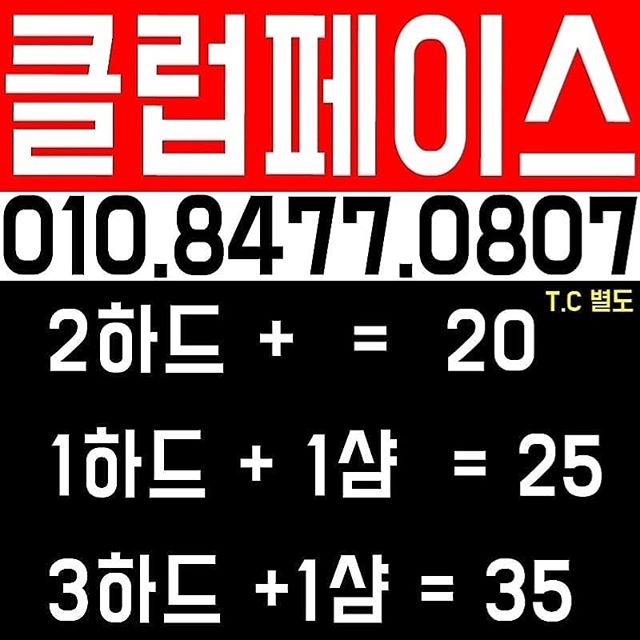 클럽페이스
010.8477.0807
T.C 별도
2하드 + = 20
1하드 + 1샴 = 25
3하드 +1샴 = 35